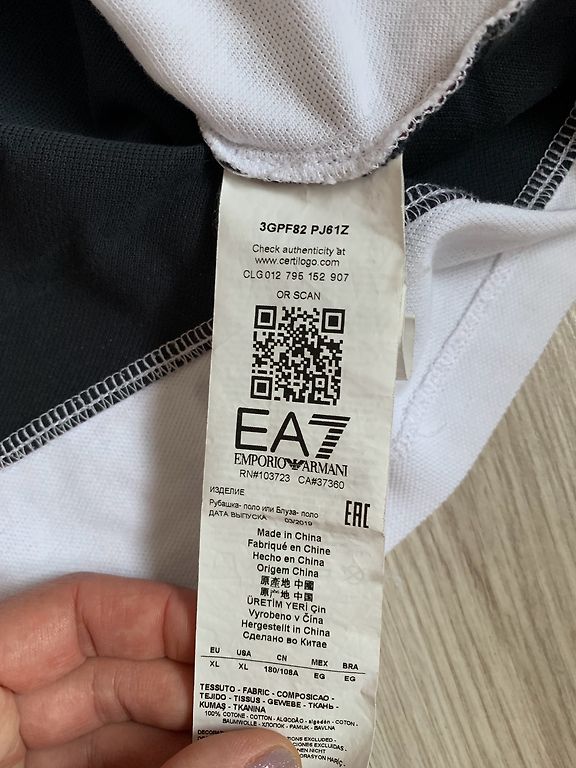 3GPF82 PJ61Z
Check authenticity at
www.certilogo.com
CLG 012 795 152 907
OR SCAN
EA7
EMPORIO ARMANI
RN#103723 CA#37360
ИЗДЕЛИЕ
Рубашка- поло или Блуза- поло
ДАТА ВЫПУСКА 03/2019
EAC
Made in China
Fabriqué en Chine
Hecho en China
Origem China
原產地 中國
原产地 中国
ÜRETİM YERİ Çin
Vyrobeno v Čína
Hergestellt in China
Сделано во Китае
EU USA CN MEX BRA
XL XL 180/108A EG EG
TESSUTO - FABRIC - COMPOSICAO -
TEJIDO - TISSUS - GEWEBE - ТКАНЬ -
KUMAŞ - TKANINA
100% COTONE - COTTON - ALGODÃO - algodón - COTON -
BAUMWOLLE - ХЛОПОК - PAMUK - BAVLNA